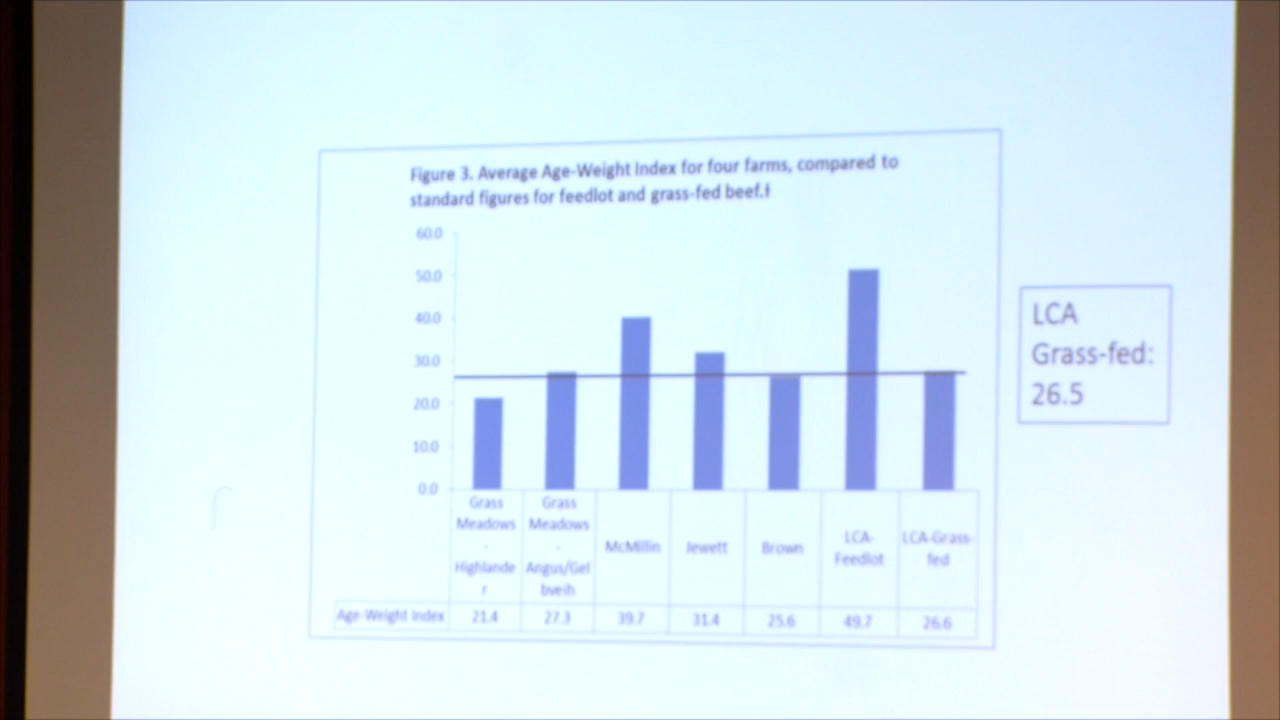 Figure 3. Average Age-Weight Index for four farms, compared to
standard figures for feedlot and grass-fed beef.ƚ
60.0
50.0
40.0
30.0
20.0
10.0
0.0
Grass
Meadows
-
Highlande
r
Grass
Meadows
-
Angus/Gel
bveih
McMillin
Jewett
Brown
LCA-
Feedlot
LCA-Grass-
fed
Age-Weight Index 21.4 27.3 39.7 31.4 25.6 49.7 26.6
LCA
Grass-fed:
26.5